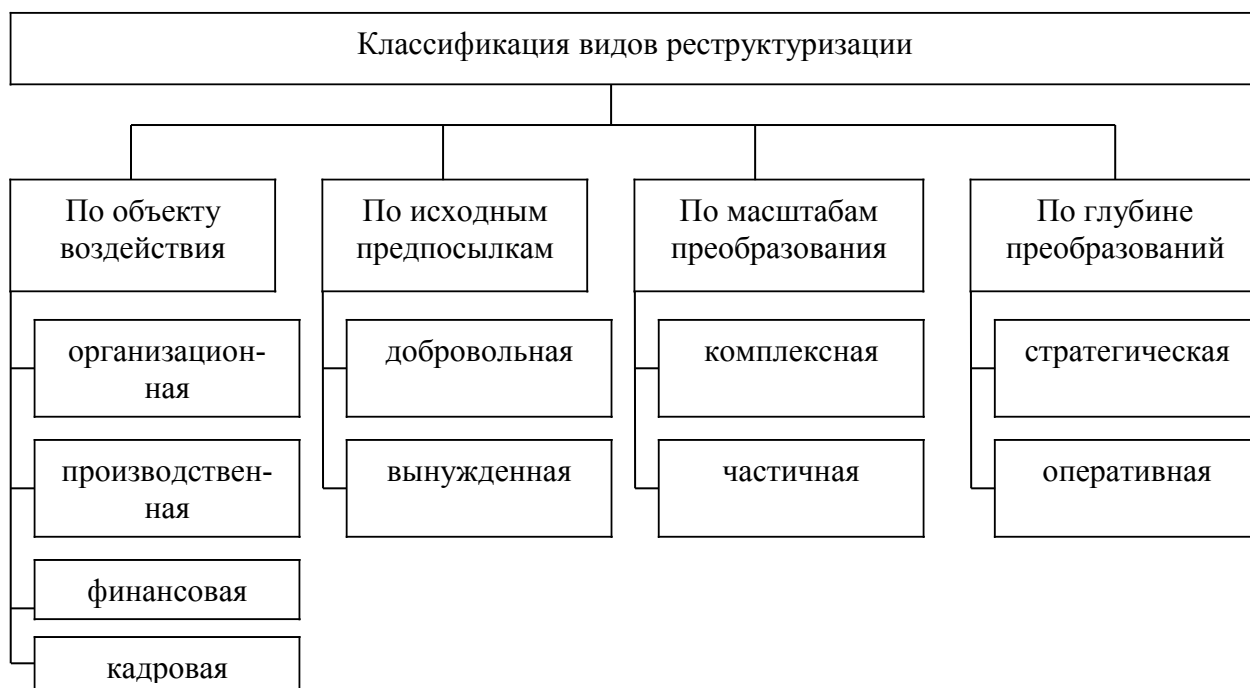 Классификация видов реструктуризации
По объекту
воздействия
организацион-
ная
производствен-
ная
финансовая
кадровая
По исходным
предпосылкам
добровольная
вынужденная
По масштабам
преобразования
комплексная
частичная
По глубине
преобразований
стратегическая
оперативная